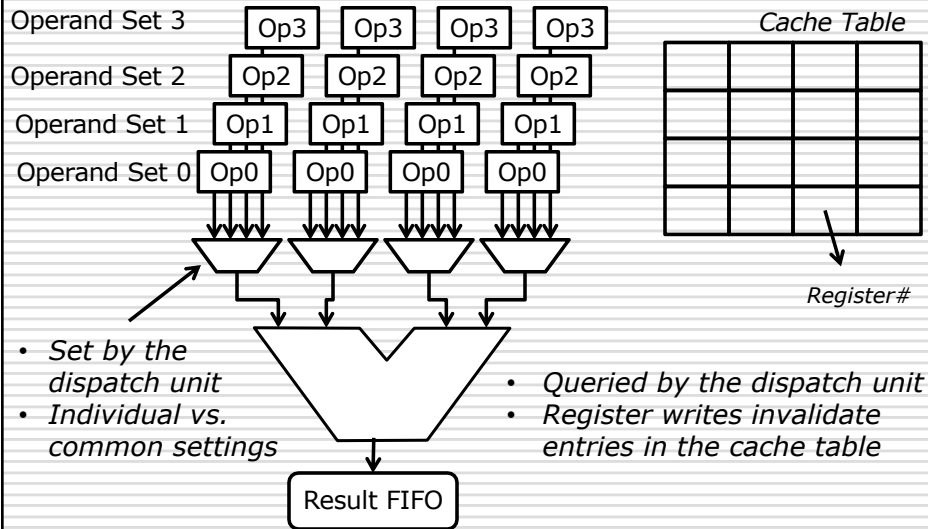 Operand Set 3
Op3 Op3 Op3 Op3
Cache Table
Operand Set 2
Op2 Op2 Op2 Op2
Operand Set 1
Op1 Op1 Op1 Op1
Operand Set 0
Op0 Op0 Op0 Op0
Register#
• Set by the
dispatch unit
• Individual vs.
common settings
• Queried by the dispatch unit
• Register writes invalidate
entries in the cache table
Result FIFO